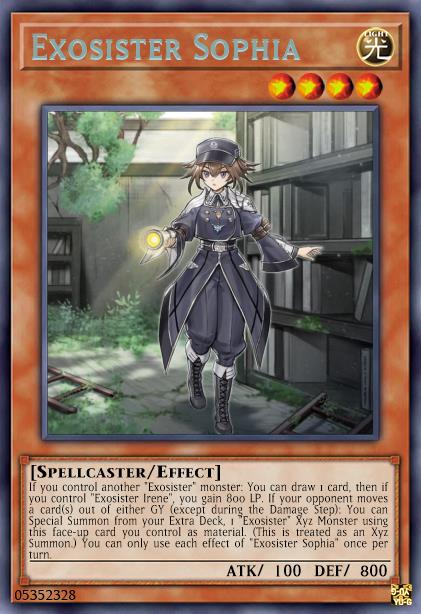 Exosister Sophia
LIGHT
光
[Spellcaster/Effect]
If you control another "Exosister" monster: You can draw 1 card, then if
you control "Exosister Irene", you gain 800 LP. If your opponent moves
a card(s) out of either GY (except during the Damage Step): You can
Special Summon from your Extra Deck, 1 "Exosister" Xyz Monster using
this face-up card you control as material. (This is treated as an Xyz
Summon.) You can only use each effect of "Exosister Sophia" once per
turn.
ATK/ 100 DEF/ 800
05352328